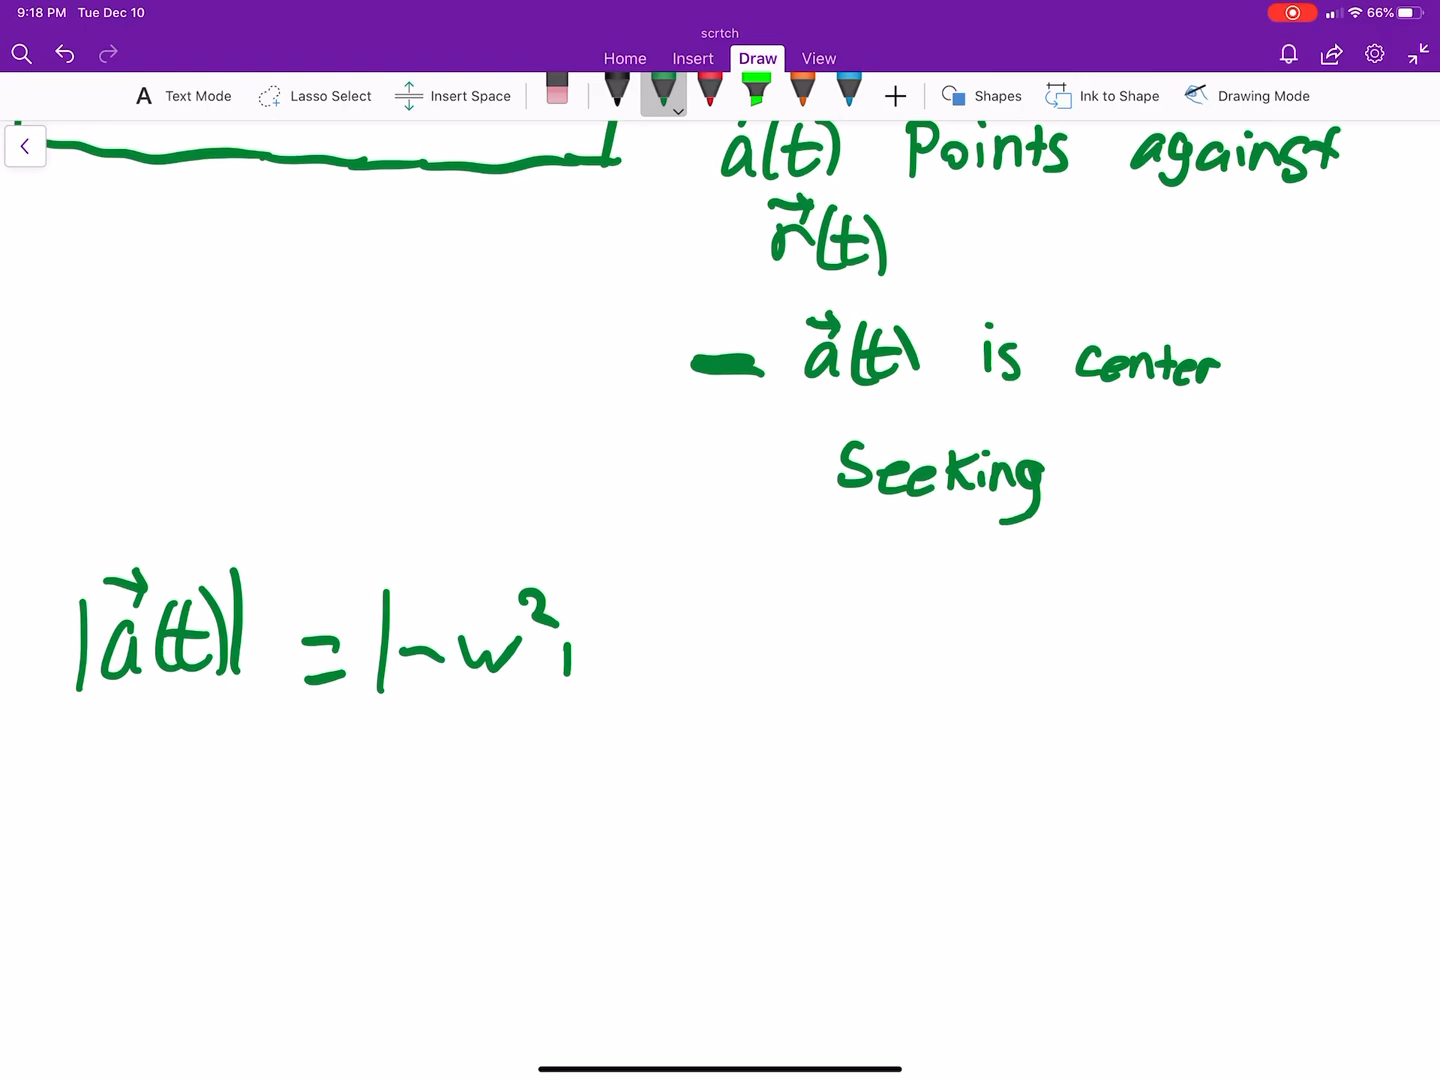 9:18 PM Tue Dec 10
66%
scrtch
Home Insert Draw View
A Text Mode Lasso Select Insert Space Shapes Ink to Shape Drawing Mode
a(t) Points against
r⃗(t)
– a⃗(t) is center
Seeking
|a⃗(t)| = |-w²